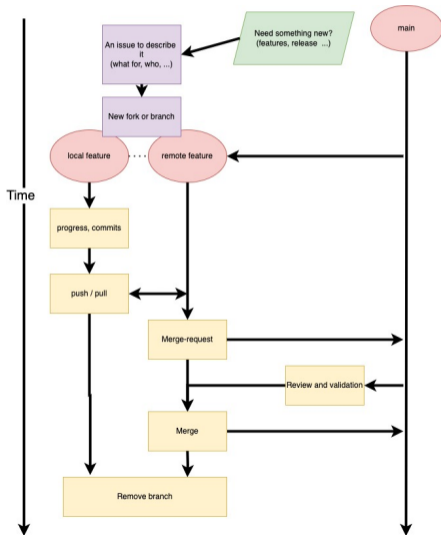 Need something new?
(features, release ...)
main
An issue to describe
it
(what for, who, ...)
New fork or branch
local feature
remote feature
Time
progress, commits
push / pull
Merge-request
Review and validation
Merge
Remove branch